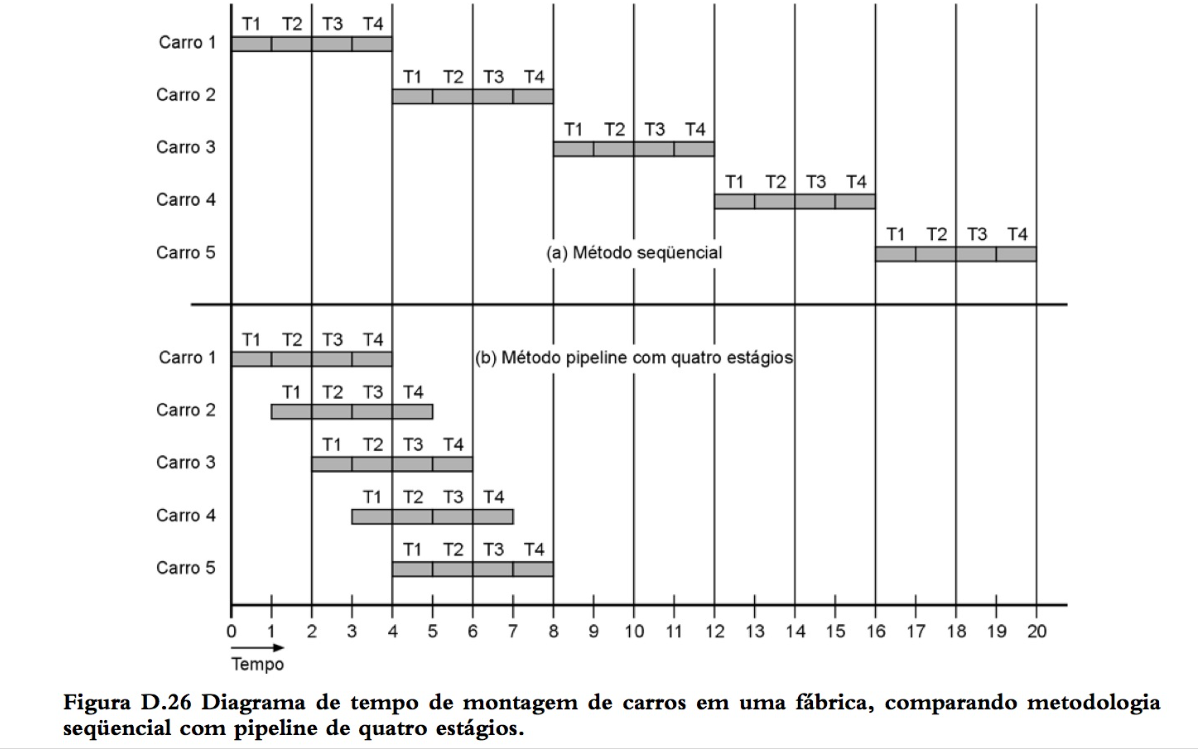 T1 T2 T3 T4
Carro 1
T1 T2 T3 T4
Carro 2
T1 T2 T3 T4
Carro 3
T1 T2 T3 T4
Carro 4
T1 T2 T3 T4
Carro 5
(a) Método seqüencial
T1 T2 T3 T4
Carro 1
(b) Método pipeline com quatro estágios
T1 T2 T3 T4
Carro 2
T1 T2 T3 T4
Carro 3
T1 T2 T3 T4
Carro 4
T1 T2 T3 T4
Carro 5
0 1 2 3 4 5 6 7 8 9 10 11 12 13 14 15 16 17 18 19 20
Tempo
Figura D.26 Diagrama de tempo de montagem de carros em uma fábrica, comparando metodologia
seqüencial com pipeline de quatro estágios.